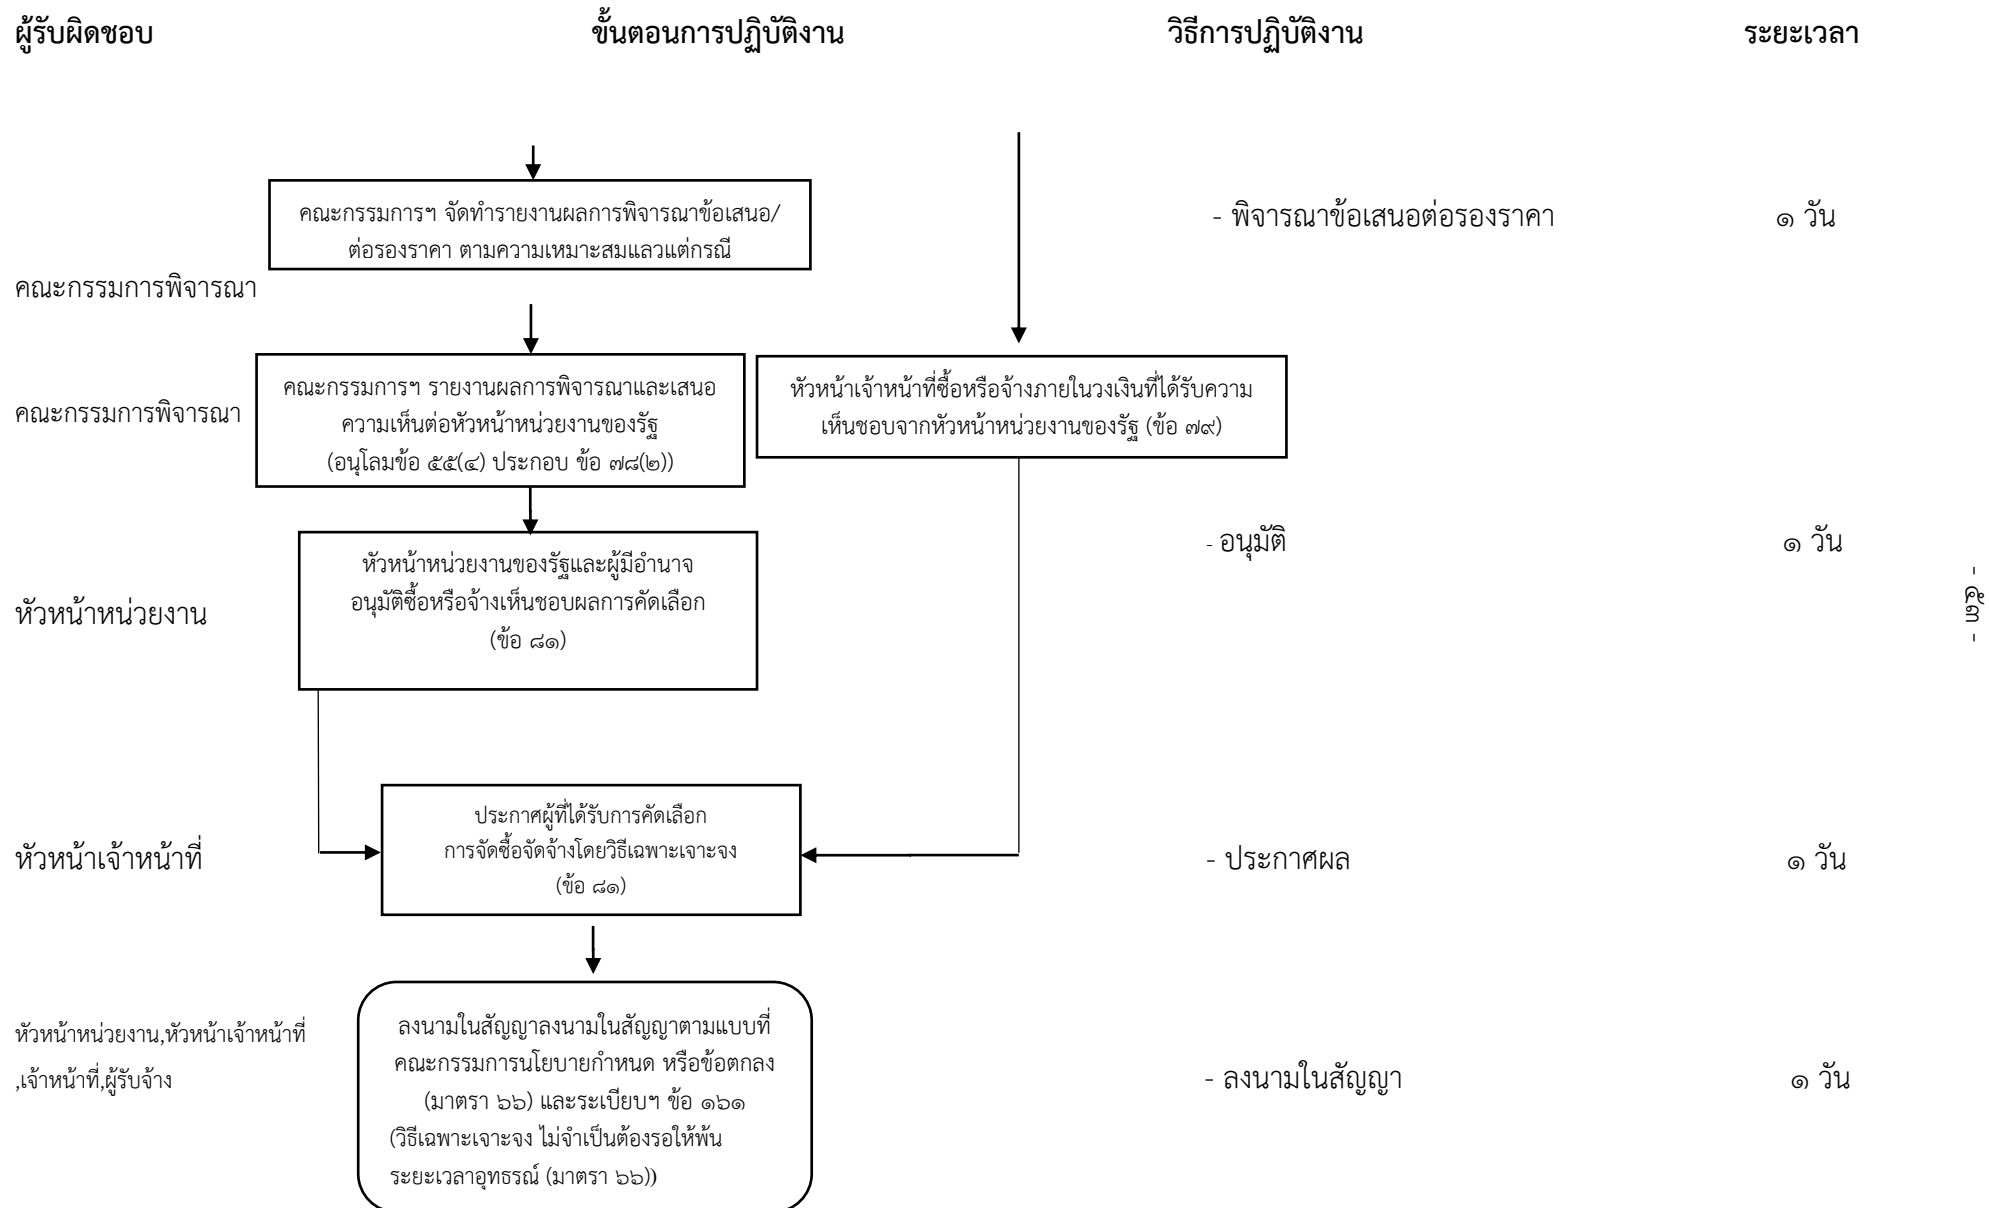 ผู้รับผิดชอบ ขั้นตอนการปฏิบัติงาน วิธีการปฏิบัติงาน ระยะเวลา
คณะกรรมการฯ จัดทำรายงานผลการพิจารณาข้อเสนอ/
ต่อรองราคา ตามความเหมาะสมแลวแต่กรณี
- พิจารณาข้อเสนอต่อรองราคา ๑ วัน
คณะกรรมการพิจารณา
คณะกรรมการพิจารณา
คณะกรรมการฯ รายงานผลการพิจารณาและเสนอ
ความเห็นต่อหัวหน้าหน่วยงานของรัฐ
(อนุโลมข้อ ๕๕(๔) ประกอบ ข้อ ๗๘(๒))
หัวหน้าเจ้าหน้าที่ซื้อหรือจ้างภายในวงเงินที่ได้รับความ
เห็นชอบจากหัวหน้าหน่วยงานของรัฐ (ข้อ ๗๙)
หัวหน้าหน่วยงาน
หัวหน้าหน่วยงานของรัฐและผู้มีอำนาจ
อนุมัติซื้อหรือจ้างเห็นชอบผลการคัดเลือก
(ข้อ ๘๑)
- อนุมัติ ๑ วัน
- ๕๓ -
หัวหน้าเจ้าหน้าที่
ประกาศผู้ที่ได้รับการคัดเลือก
การจัดซื้อจัดจ้างโดยวิธีเฉพาะเจาะจง
(ข้อ ๘๑)
- ประกาศผล ๑ วัน
หัวหน้าหน่วยงาน,หัวหน้าเจ้าหน้าที่
,เจ้าหน้าที่,ผู้รับจ้าง
ลงนามในสัญญาลงนามในสัญญาตามแบบที่
คณะกรรมการนโยบายกำหนด หรือข้อตกลง
(มาตรา ๖๖) และระเบียบฯ ข้อ ๑๖๑
(วิธีเฉพาะเจาะจง ไม่จำเป็นต้องรอให้พ้น
ระยะเวลาอุทธรณ์ (มาตรา ๖๖))
- ลงนามในสัญญา ๑ วัน